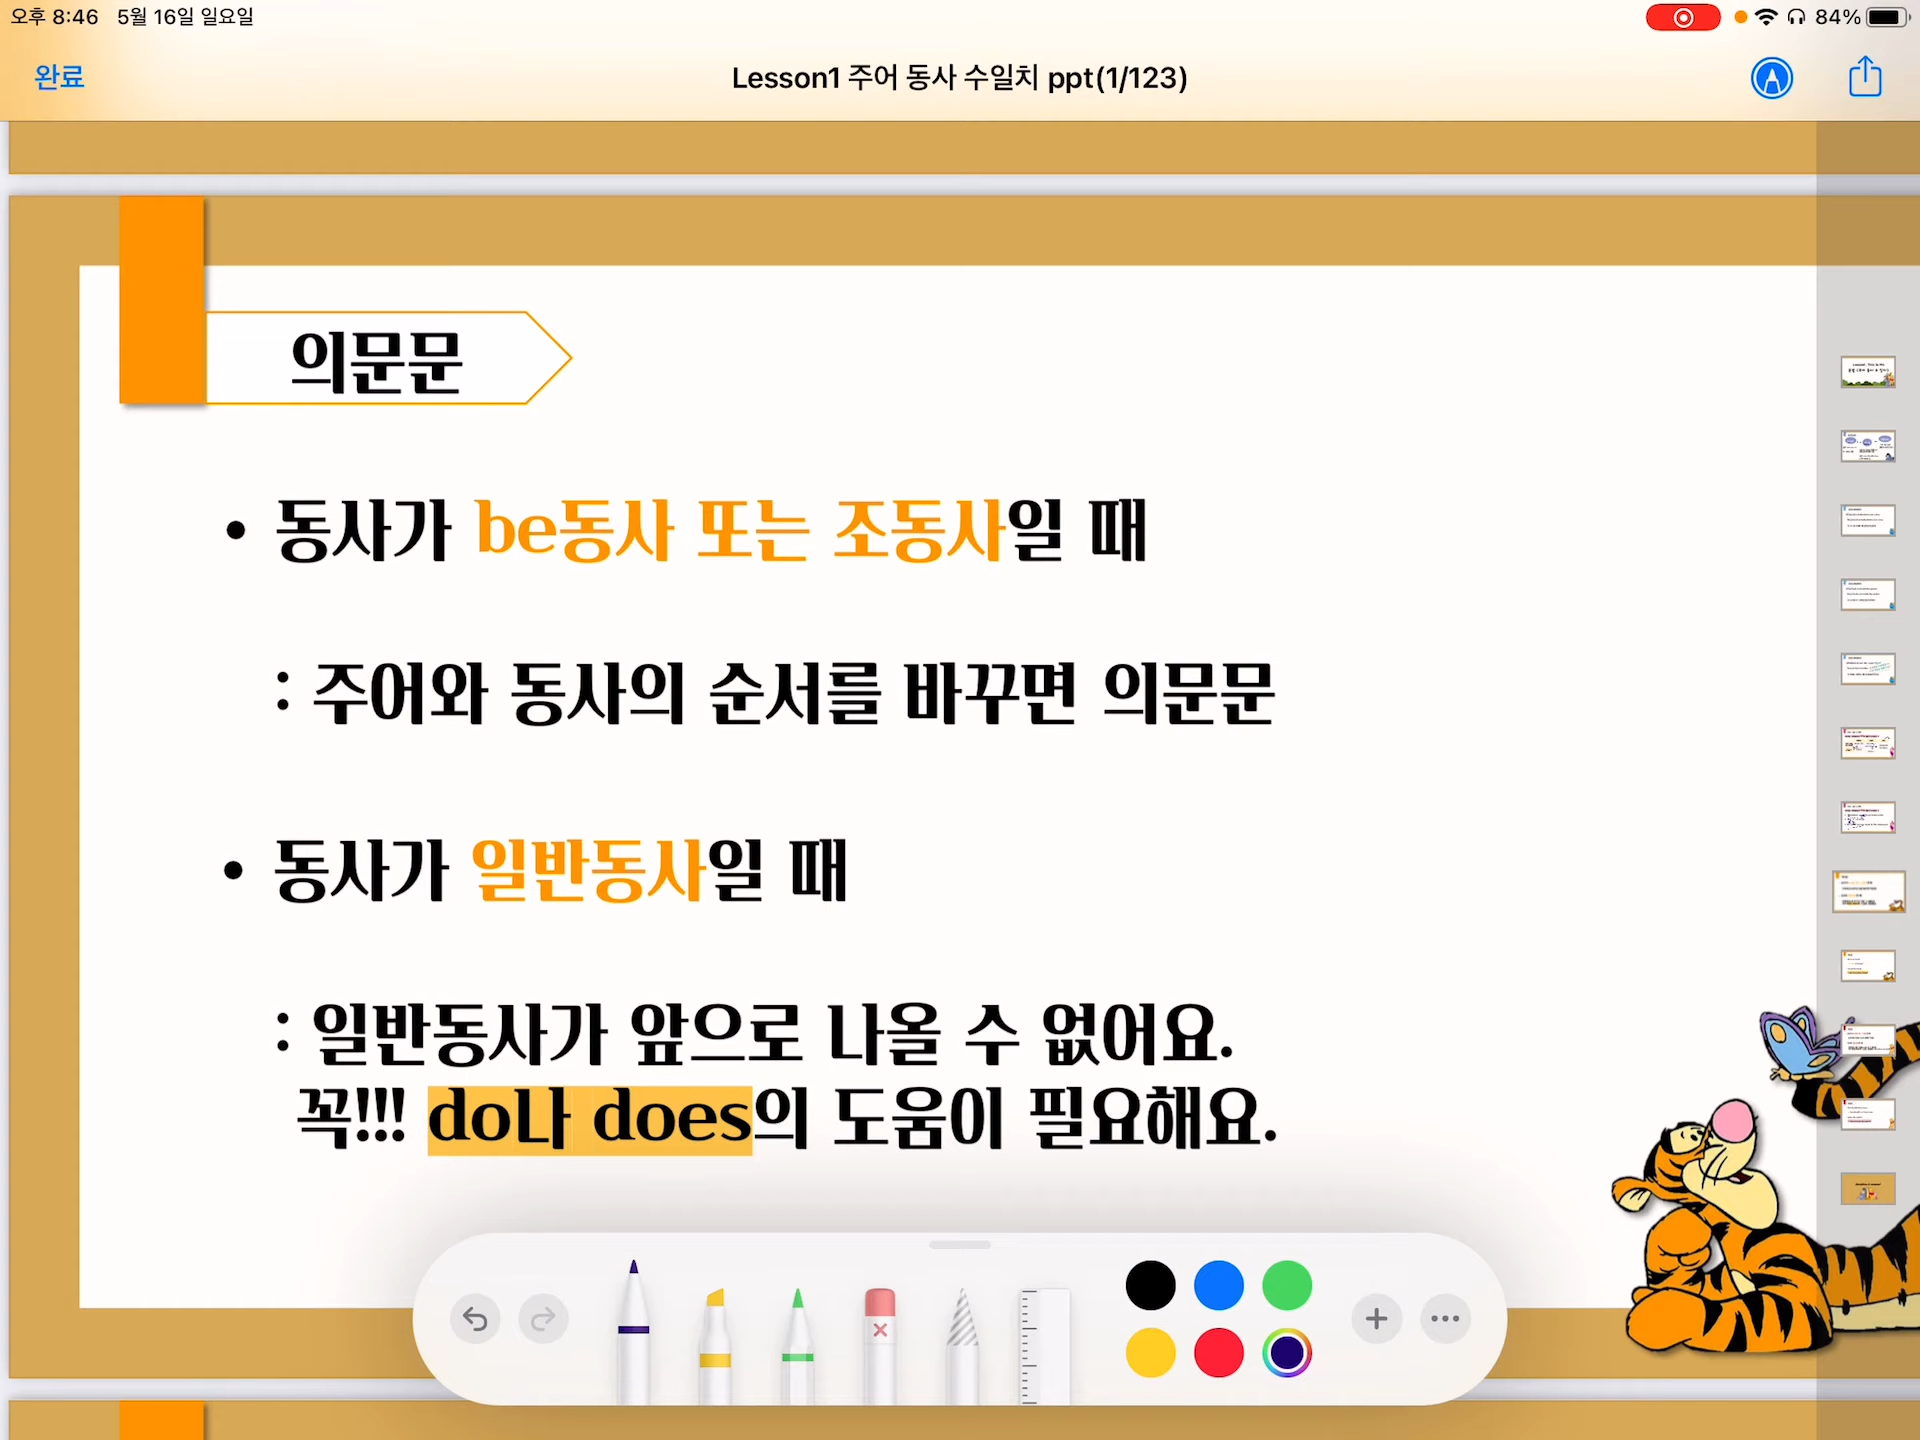 오후 8:46 5월 16일 일요일
84%
완료
Lesson1 주어 동사 수일치 ppt(1/123)
의문문
• 동사가 be동사 또는 조동사일 때
: 주어와 동사의 순서를 바꾸면 의문문
• 동사가 일반동사일 때
: 일반동사가 앞으로 나올 수 없어요.
꼭!!! do나 does의 도움이 필요해요.